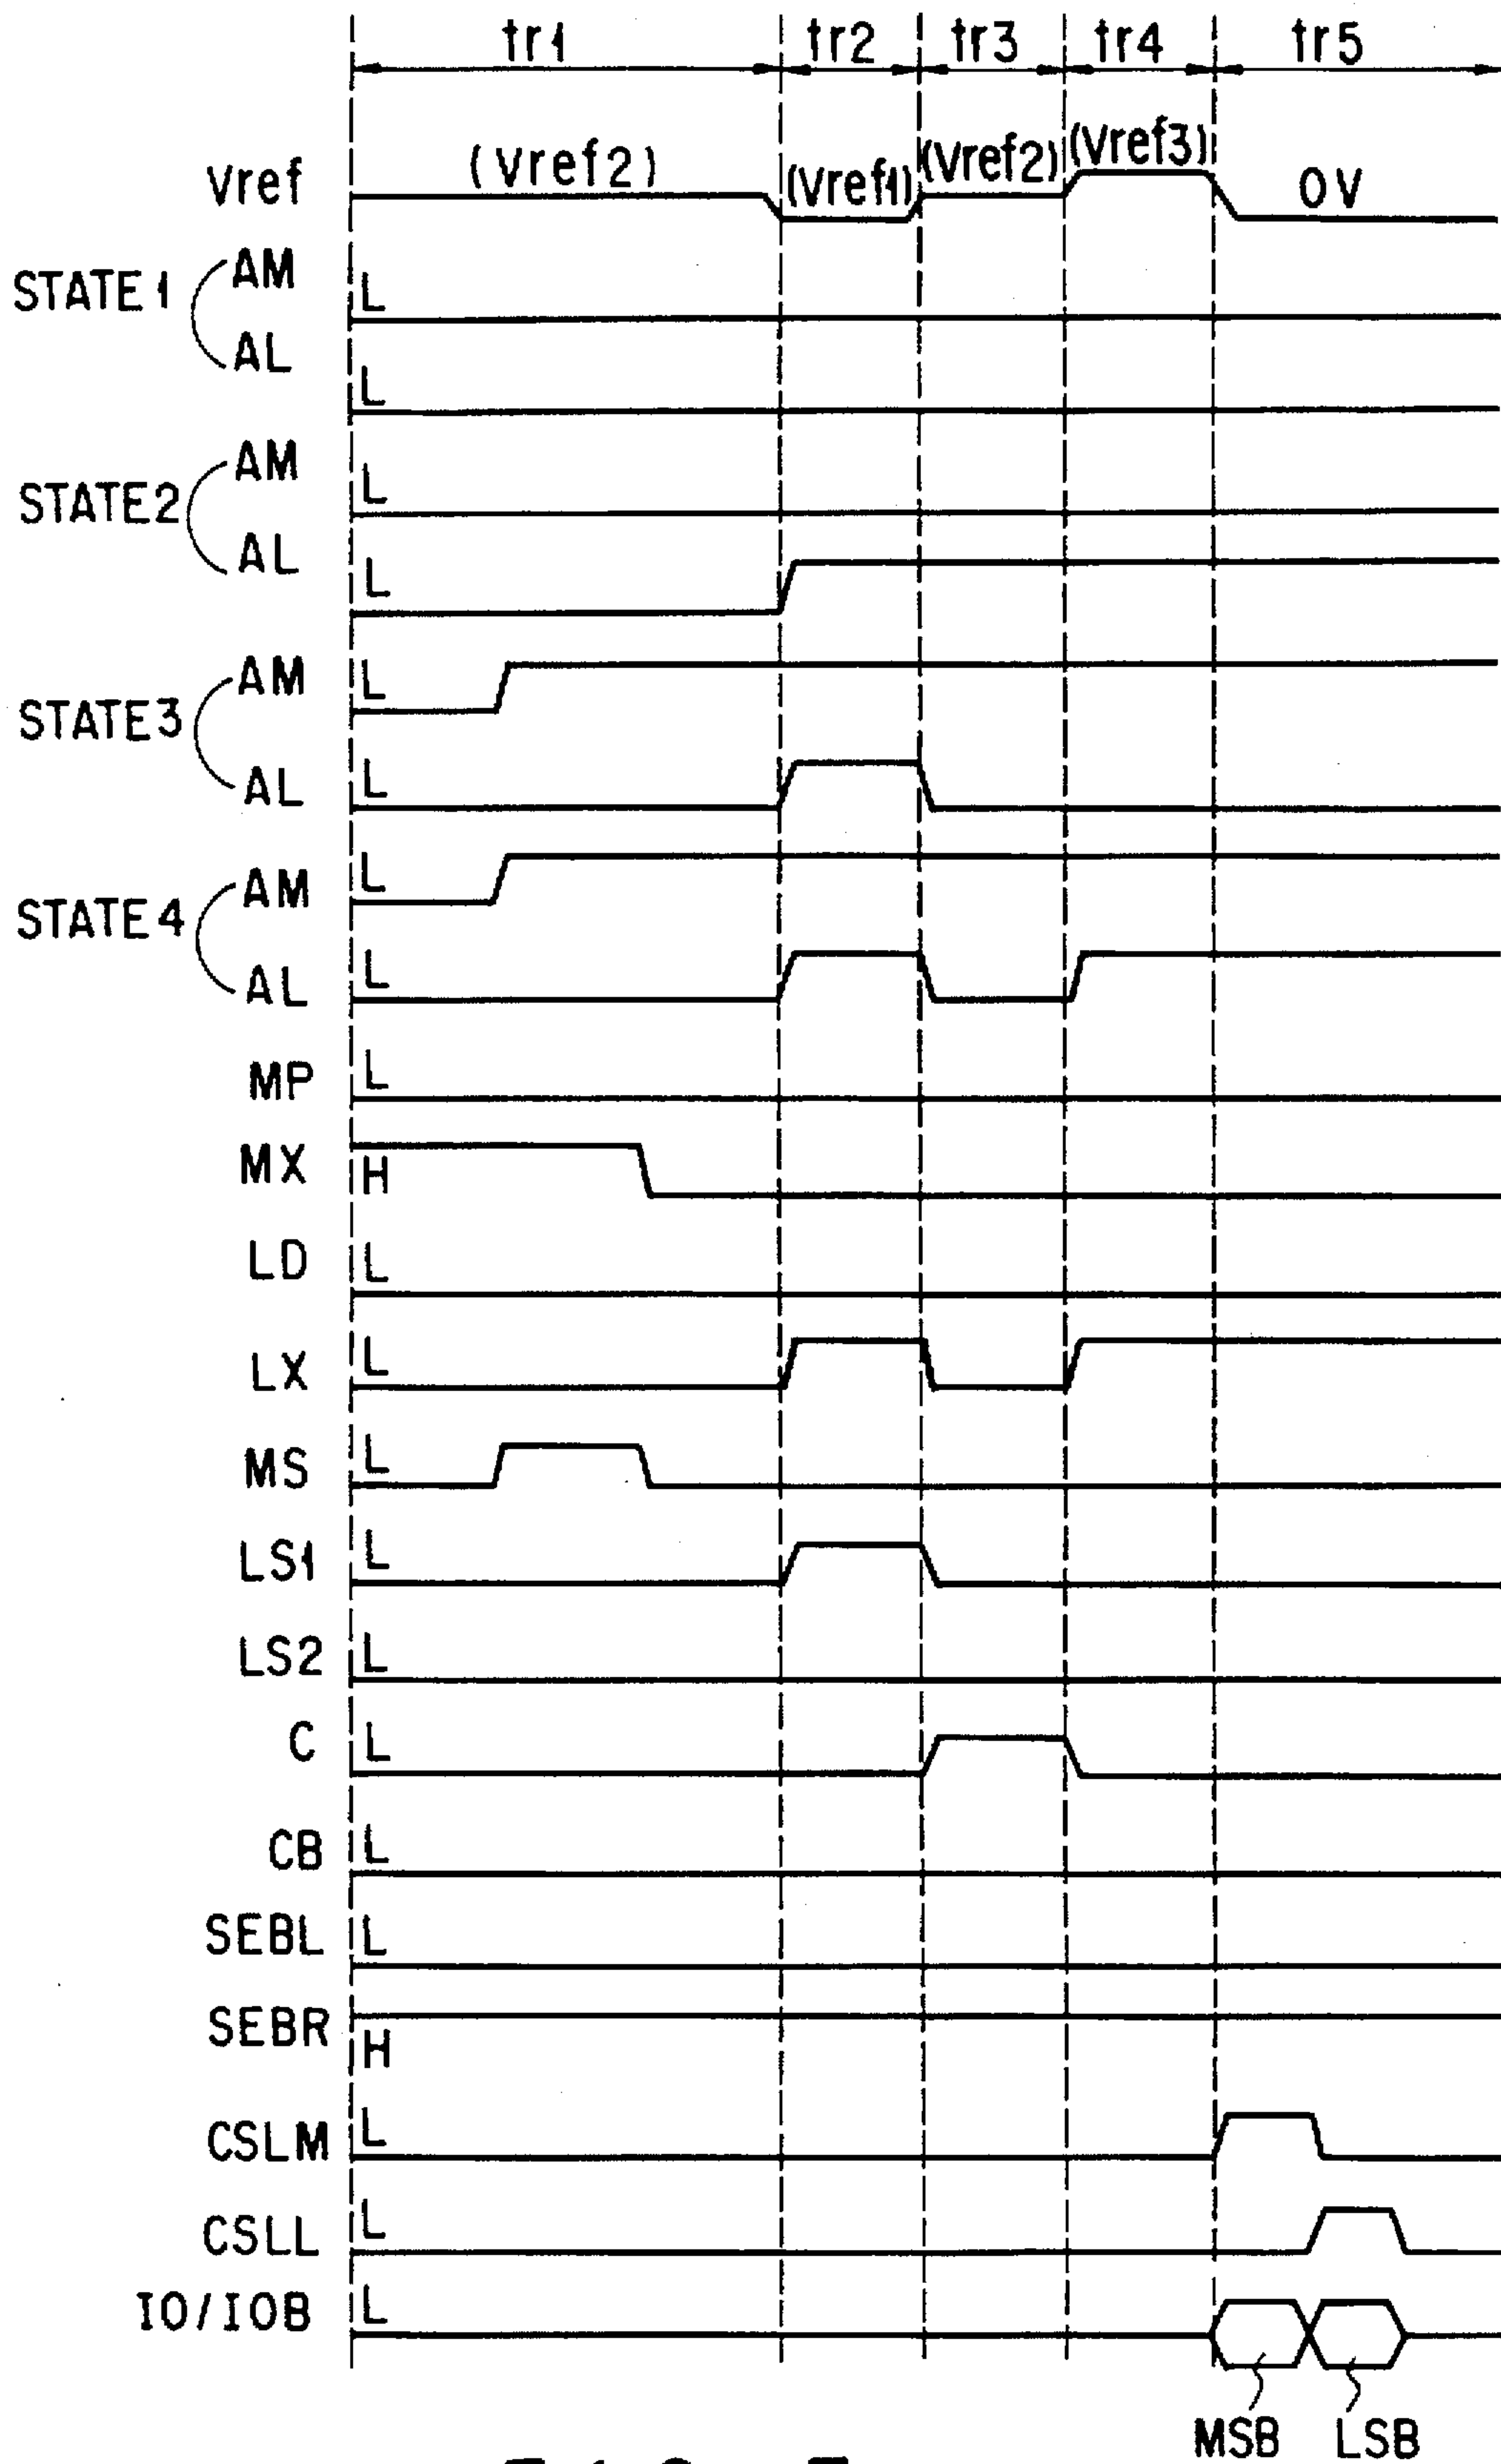 tr1 tr2 tr3 tr4 tr5
Vref (Vref2) (Vref1) (Vref2) (Vref3) 0V
STATE1 AM L
AL L
STATE2 AM L
AL L
STATE3 AM L
AL L
STATE4 AM L
AL L
MP L
MX H
LD L
LX L
MS L
LS1 L
LS2 L
C L
CB L
SEBL L
SEBR H
CSLM L
CSLL L
IO/IOB L
MSB LSB